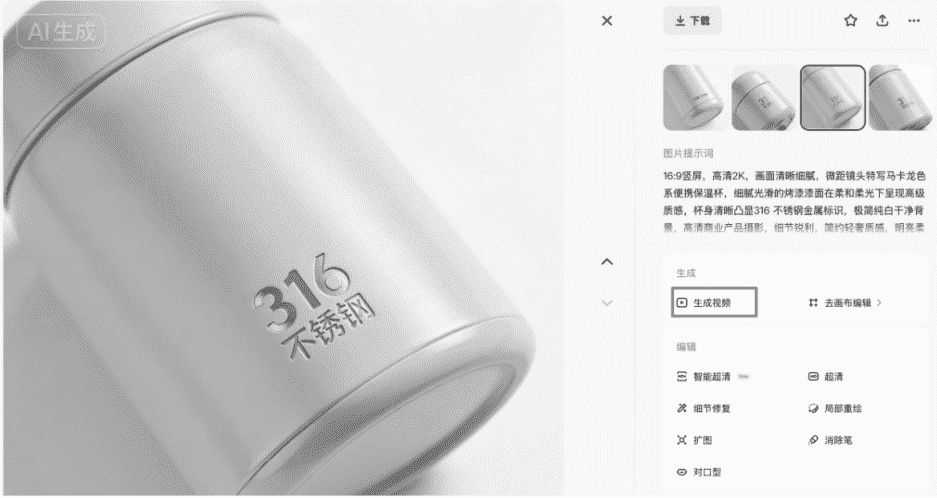 AI生成
316
不锈钢
下载
图片提示词
16:9竖屏，高清2K，画面清晰细腻，微距镜头特写马卡龙色
系便携保温杯，细腻光滑的烤漆漆面在柔和柔光下呈现高级
质感，杯身清晰凸显316 不锈钢金属标识，极简纯白干净背
景，高清商业产品摄影，细节锐利，简约轻奢质感，明亮柔
生成
生成视频
去画布编辑
编辑
智能超清 New
HD 超清
细节修复
局部重绘
扩图
消除笔
对口型